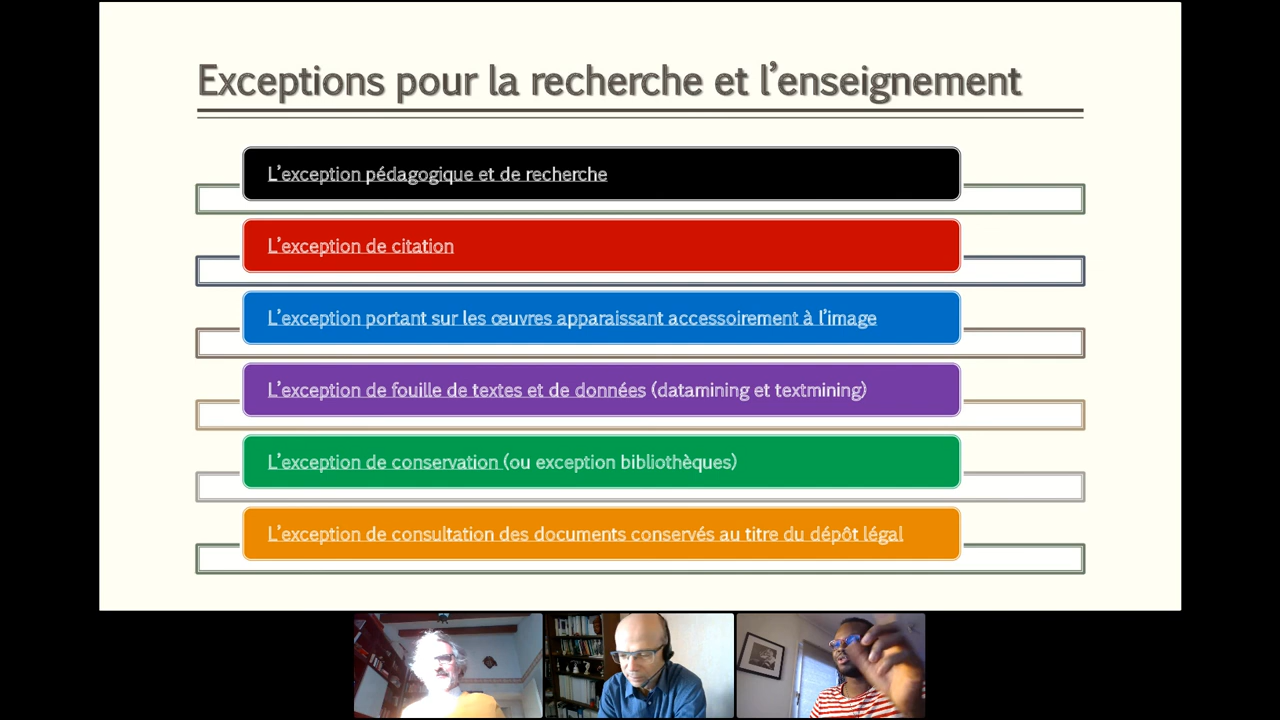 Exceptions pour la recherche et l’enseignement
L’exception pédagogique et de recherche
L’exception de citation
L’exception portant sur les œuvres apparaissant accessoirement à l’image
L’exception de fouille de textes et de données (datamining et textmining)
L’exception de conservation (ou exception bibliothèques)
L’exception de consultation des documents conservés au titre du dépôt légal